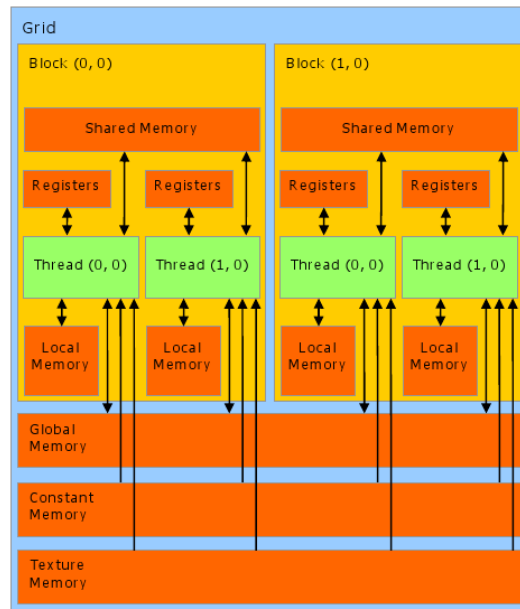 Grid
Block (0, 0)
Block (1, 0)
Shared Memory
Shared Memory
Registers
Registers
Registers
Registers
Thread (0, 0)
Thread (1, 0)
Thread (0, 0)
Thread (1, 0)
Local
Memory
Local
Memory
Local
Memory
Local
Memory
Global
Memory
Constant
Memory
Texture
Memory